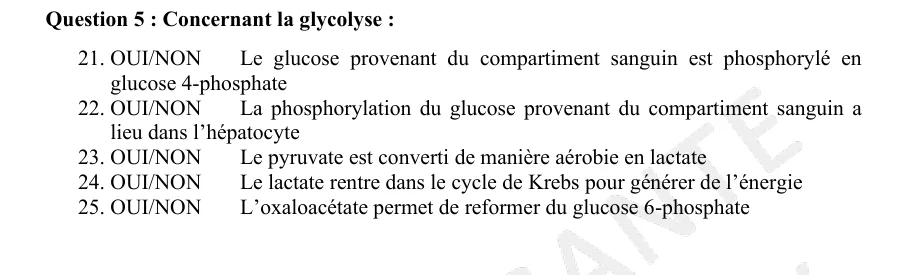 Question 5 : Concernant la glycolyse :
21. OUI/NON Le glucose provenant du compartiment sanguin est phosphorylé en
glucose 4-phosphate
22. OUI/NON La phosphorylation du glucose provenant du compartiment sanguin a
lieu dans l’hépatocyte
23. OUI/NON Le pyruvate est converti de manière aérobie en lactate
24. OUI/NON Le lactate rentre dans le cycle de Krebs pour générer de l’énergie
25. OUI/NON L’oxaloacétate permet de reformer du glucose 6-phosphate